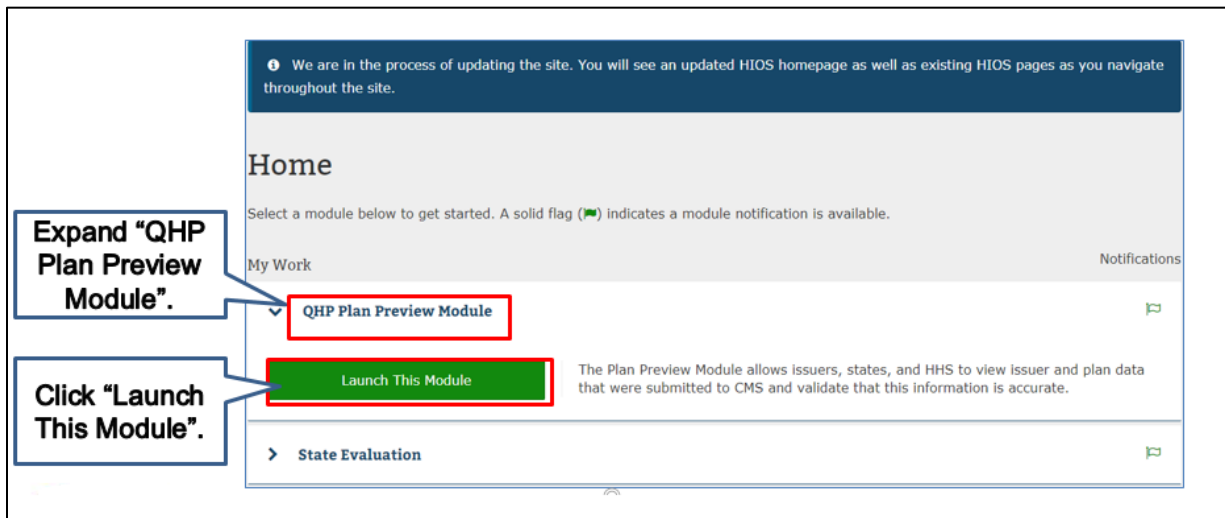 We are in the process of updating the site. You will see an updated HIOS homepage as well as existing HIOS pages as you navigate
throughout the site.
Home
Select a module below to get started. A solid flag () indicates a module notification is available.
Expand “QHP
Plan Preview
Module”.
My Work
Notifications
QHP Plan Preview Module
Click “Launch
This Module”.
Launch This Module
The Plan Preview Module allows issuers, states, and HHS to view issuer and plan data
that were submitted to CMS and validate that this information is accurate.
State Evaluation